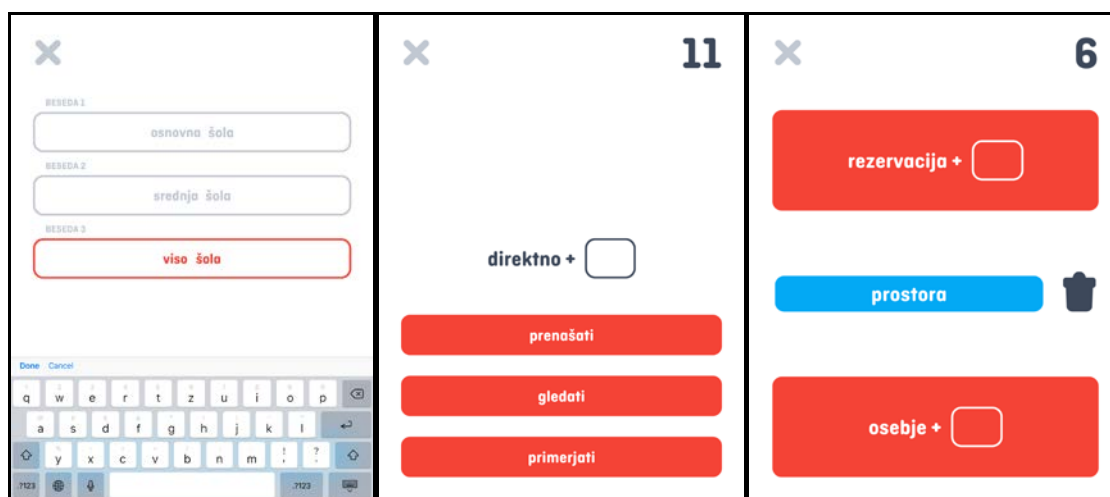 BESEDA 1
osnovna šola
BESEDA 2
srednja šola
BESEDA 3
viso šola
Done Cancel
q w e r t z u i o p
a s d f g h j k l
y x c v b n m ! ?
, .
.?123 .?123
11
direktno +
prenašati
gledati
primerjati
6
rezervacija +
prostora
osebje +